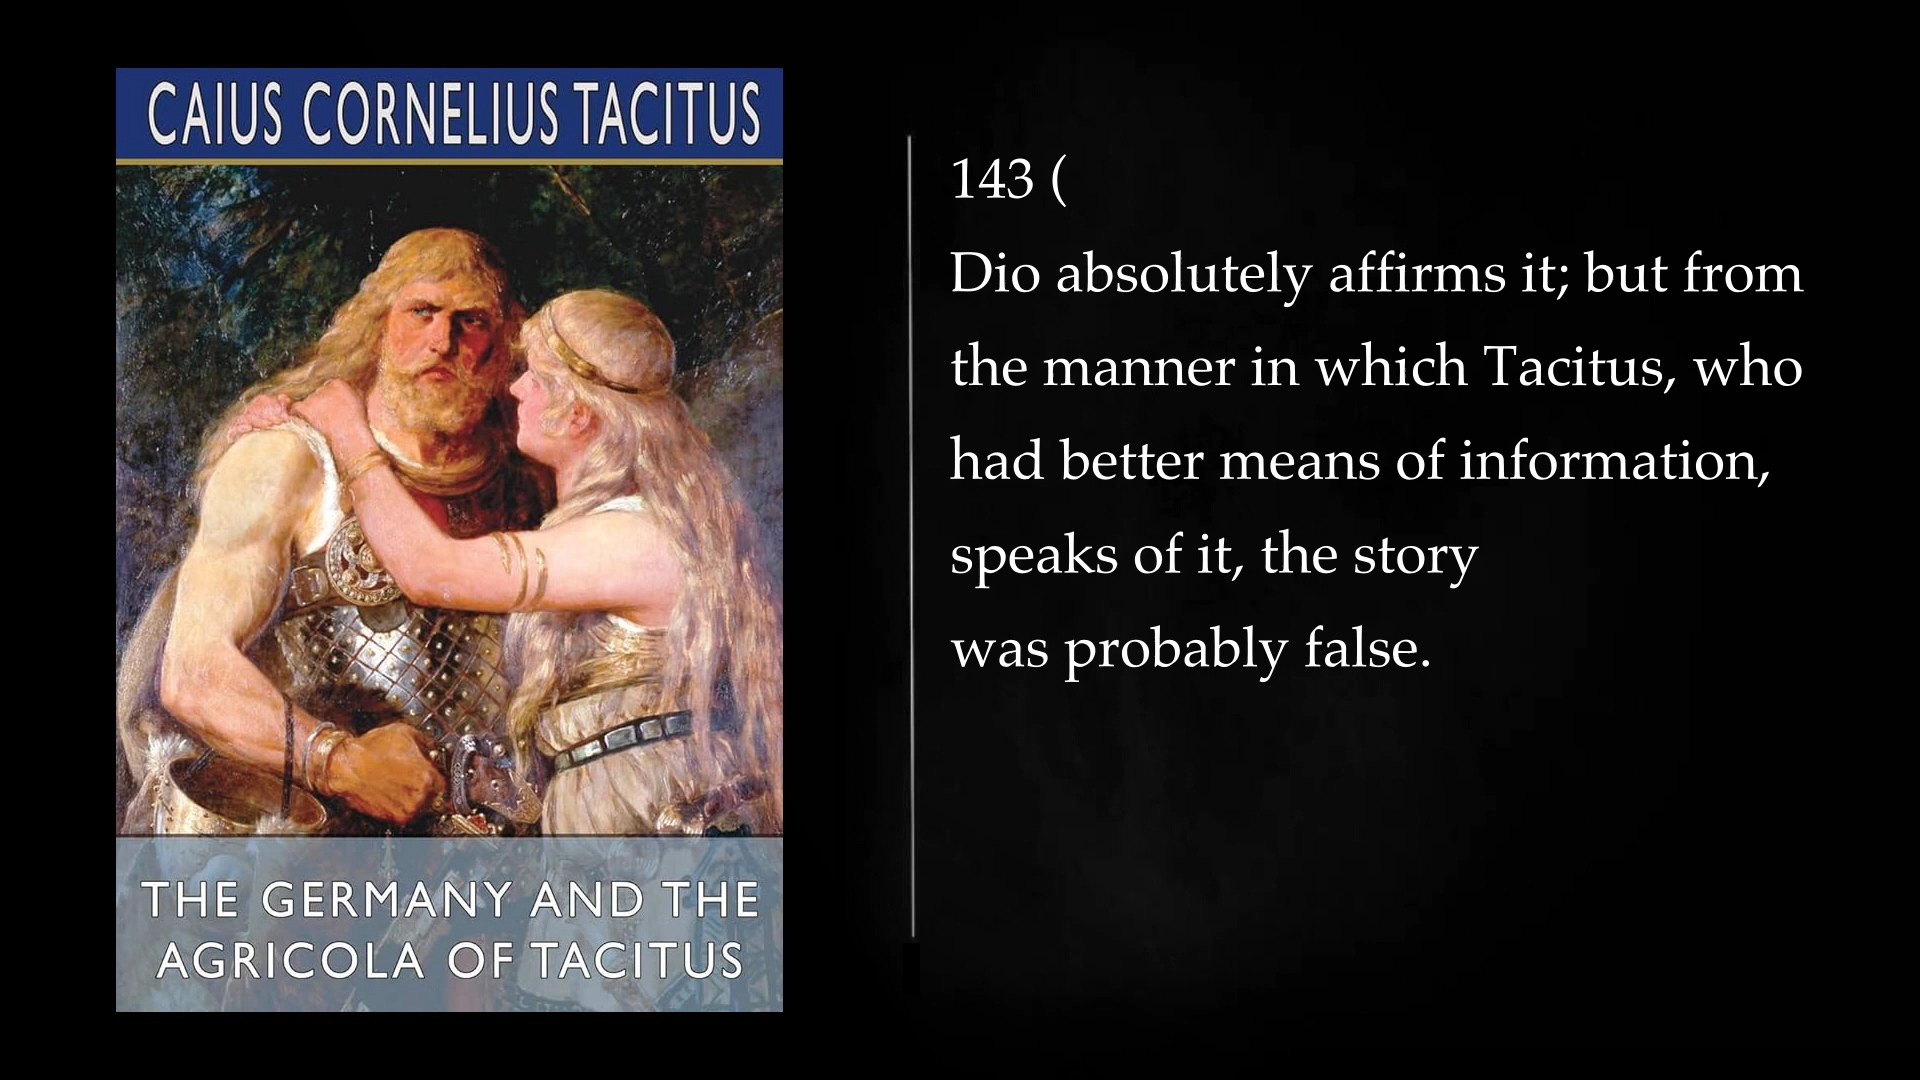 CAIUS CORNELIUS TACITUS
THE GERMANY AND THE
AGRICOLA OF TACITUS
143 (
Dio absolutely affirms it; but from
the manner in which Tacitus, who
had better means of information,
speaks of it, the story
was probably false.